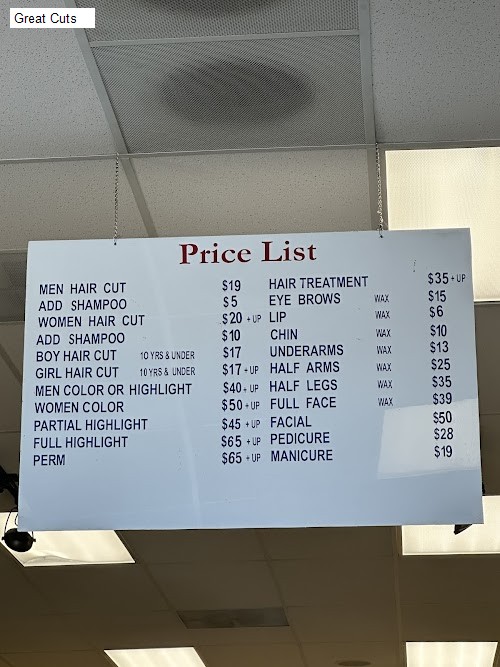 Great Cuts
Price List
MEN HAIR CUT $19
ADD SHAMPOO $5
WOMEN HAIR CUT $20 + UP
ADD SHAMPOO $10
BOY HAIR CUT 10 YRS & UNDER $17
GIRL HAIR CUT 10 YRS & UNDER $17 + UP
MEN COLOR OR HIGHLIGHT $40 + UP
WOMEN COLOR $50 + UP
PARTIAL HIGHLIGHT $45 + UP
FULL HIGHLIGHT $65 + UP
PERM $65 + UP
HAIR TREATMENT $35 + UP
EYE BROWS WAX $15
LIP WAX $6
CHIN WAX $10
UNDERARMS WAX $13
HALF ARMS WAX $25
HALF LEGS WAX $35
FULL FACE WAX $39
FACIAL $50
PEDICURE $28
MANICURE $19